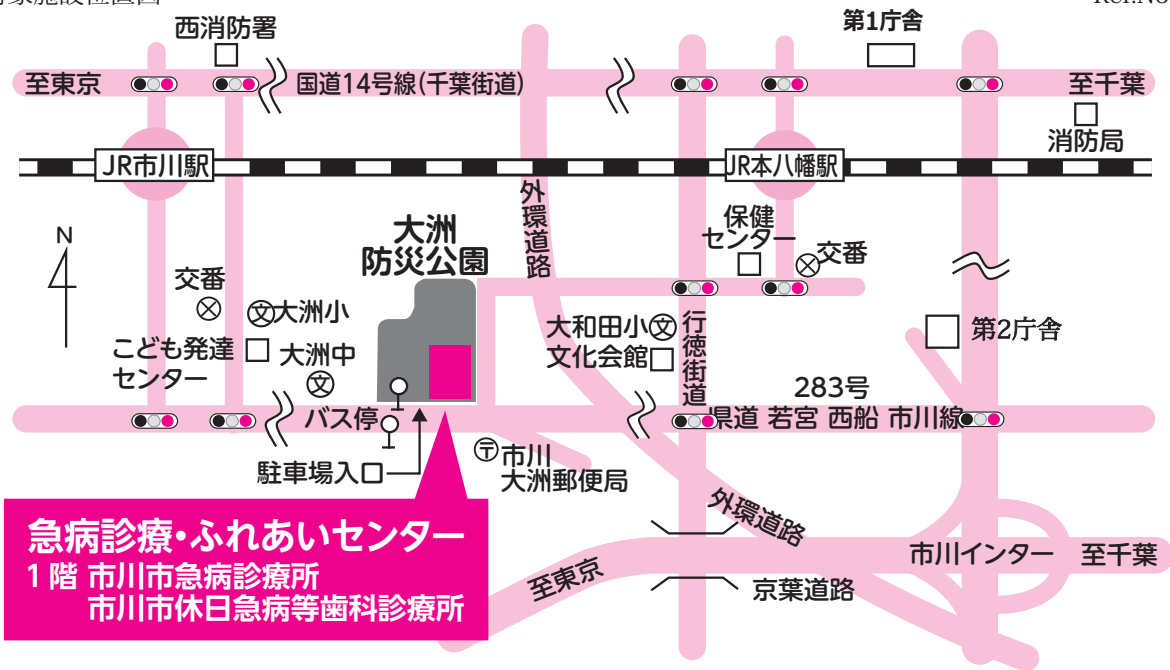 西消防署
第1庁舎
至東京
国道14号線(千葉街道)
至千葉
消防局
JR市川駅
JR本八幡駅
外環道路
保健
センター
交番
N
大洲
防災公園
交番
文大洲小
こども発達
センター
大洲中
文
大和田小文
文化会館
行徳街道
第2庁舎
283号
県道 若宮 西船 市川線
バス停
駐車場入口
〒市川
大洲郵便局
外環道路
急病診療・ふれあいセンター
1階 市川市急病診療所
市川市休日急病等歯科診療所
至東京
京葉道路
市川インター
至千葉